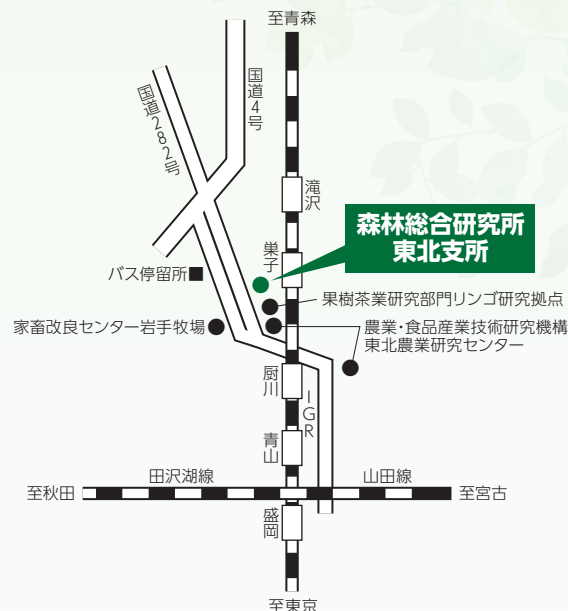 至青森
国道4号
国道282号
滝沢
森林総合研究所
東北支所
巣子
バス停留所
果樹茶業研究部門リンゴ研究拠点
家畜改良センター岩手牧場
農業・食品産業技術研究機構
東北農業研究センター
厨川
IGR
青山
田沢湖線
山田線
至秋田
至宮古
盛岡
至東京